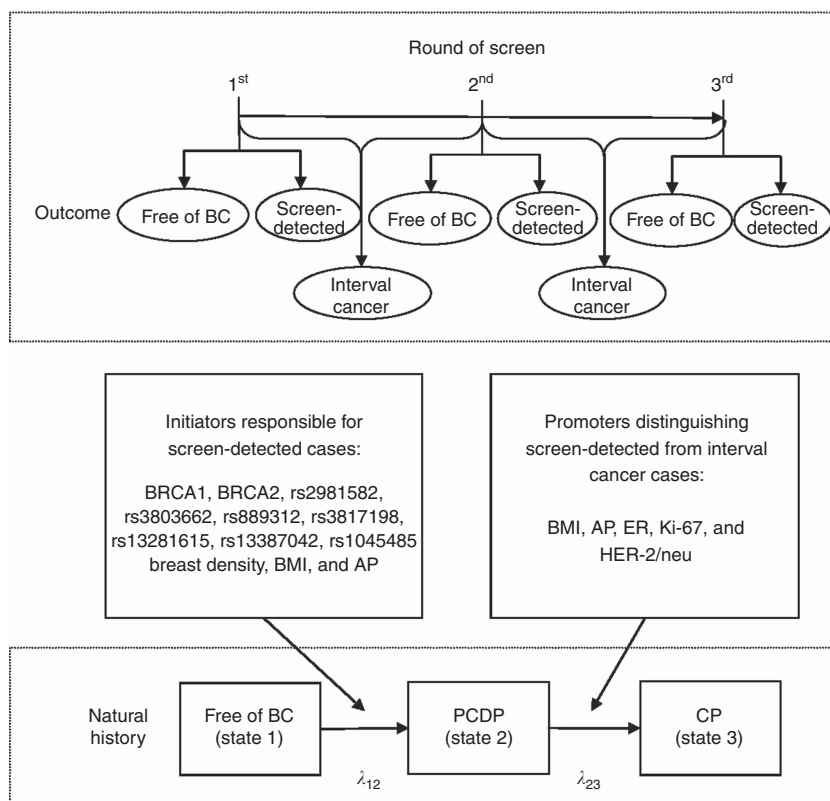 Round of screen
1st 2nd 3rd
Outcome
Free of BC
Screen-
detected
Free of BC
Screen-
detected
Free of BC
Screen-
detected
Interval
cancer
Interval
cancer
Initiators responsible for
screen-detected cases:
BRCA1, BRCA2, rs2981582,
rs3803662, rs889312, rs3817198,
rs13281615, rs13387042, rs1045485
breast density, BMI, and AP
Promoters distinguishing
screen-detected from interval
cancer cases:
BMI, AP, ER, Ki-67, and
HER-2/neu
Natural
history
Free of BC
(state 1)
PCDP
(state 2)
CP
(state 3)
λ12
λ23